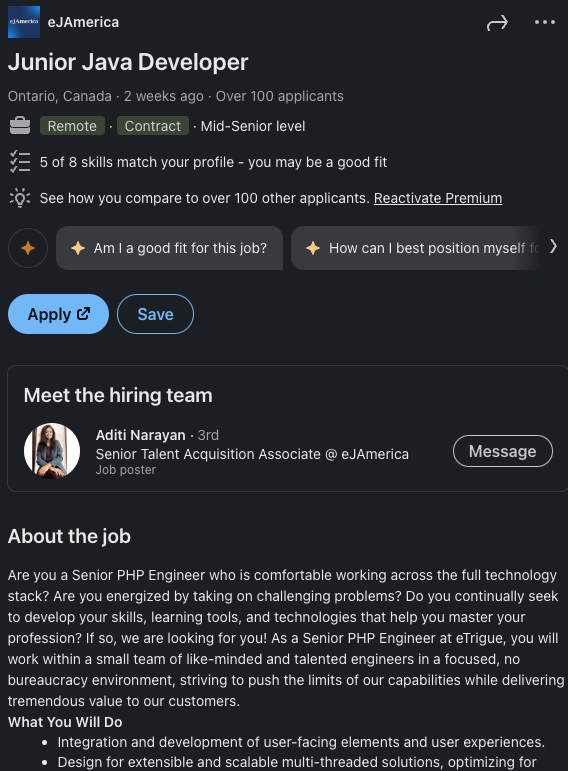 eJAmerica
eJAmerica
Junior Java Developer
Ontario, Canada · 2 weeks ago · Over 100 applicants
Remote · Contract · Mid-Senior level
5 of 8 skills match your profile - you may be a good fit
See how you compare to over 100 other applicants. Reactivate Premium
Am I a good fit for this job? How can I best position myself fo
Apply Save
Meet the hiring team
Aditi Narayan · 3rd
Senior Talent Acquisition Associate @ eJAmerica
Job poster
Message
About the job
Are you a Senior PHP Engineer who is comfortable working across the full technology
stack? Are you energized by taking on challenging problems? Do you continually seek
to develop your skills, learning tools, and technologies that help you master your
profession? If so, we are looking for you! As a Senior PHP Engineer at eTrigue, you will
work within a small team of like-minded and talented engineers in a focused, no
bureaucracy environment, striving to push the limits of our capabilities while delivering
tremendous value to our customers.
What You Will Do
• Integration and development of user-facing elements and user experiences.
• Design for extensible and scalable multi-threaded solutions, optimizing for